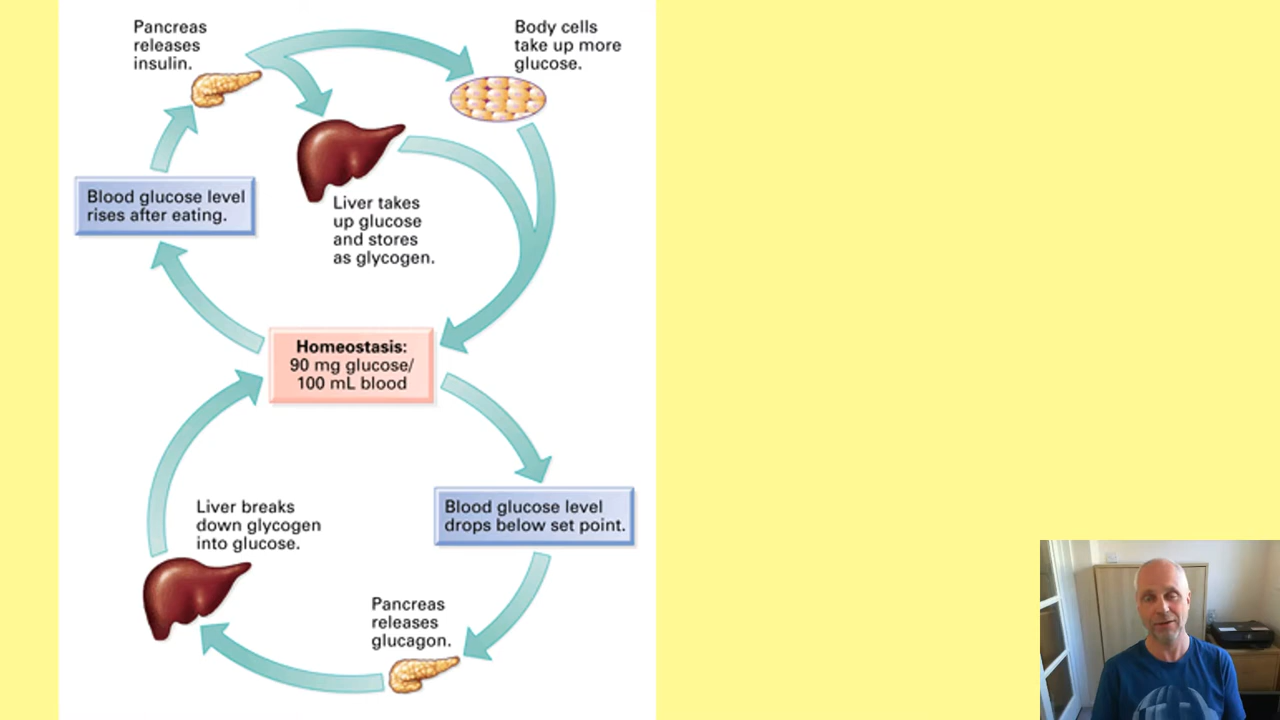 Pancreas
releases
insulin.
Body cells
take up more
glucose.
Blood glucose level
rises after eating.
Liver takes
up glucose
and stores
as glycogen.
Homeostasis:
90 mg glucose/
100 mL blood
Liver breaks
down glycogen
into glucose.
Blood glucose level
drops below set point.
Pancreas
releases
glucagon.